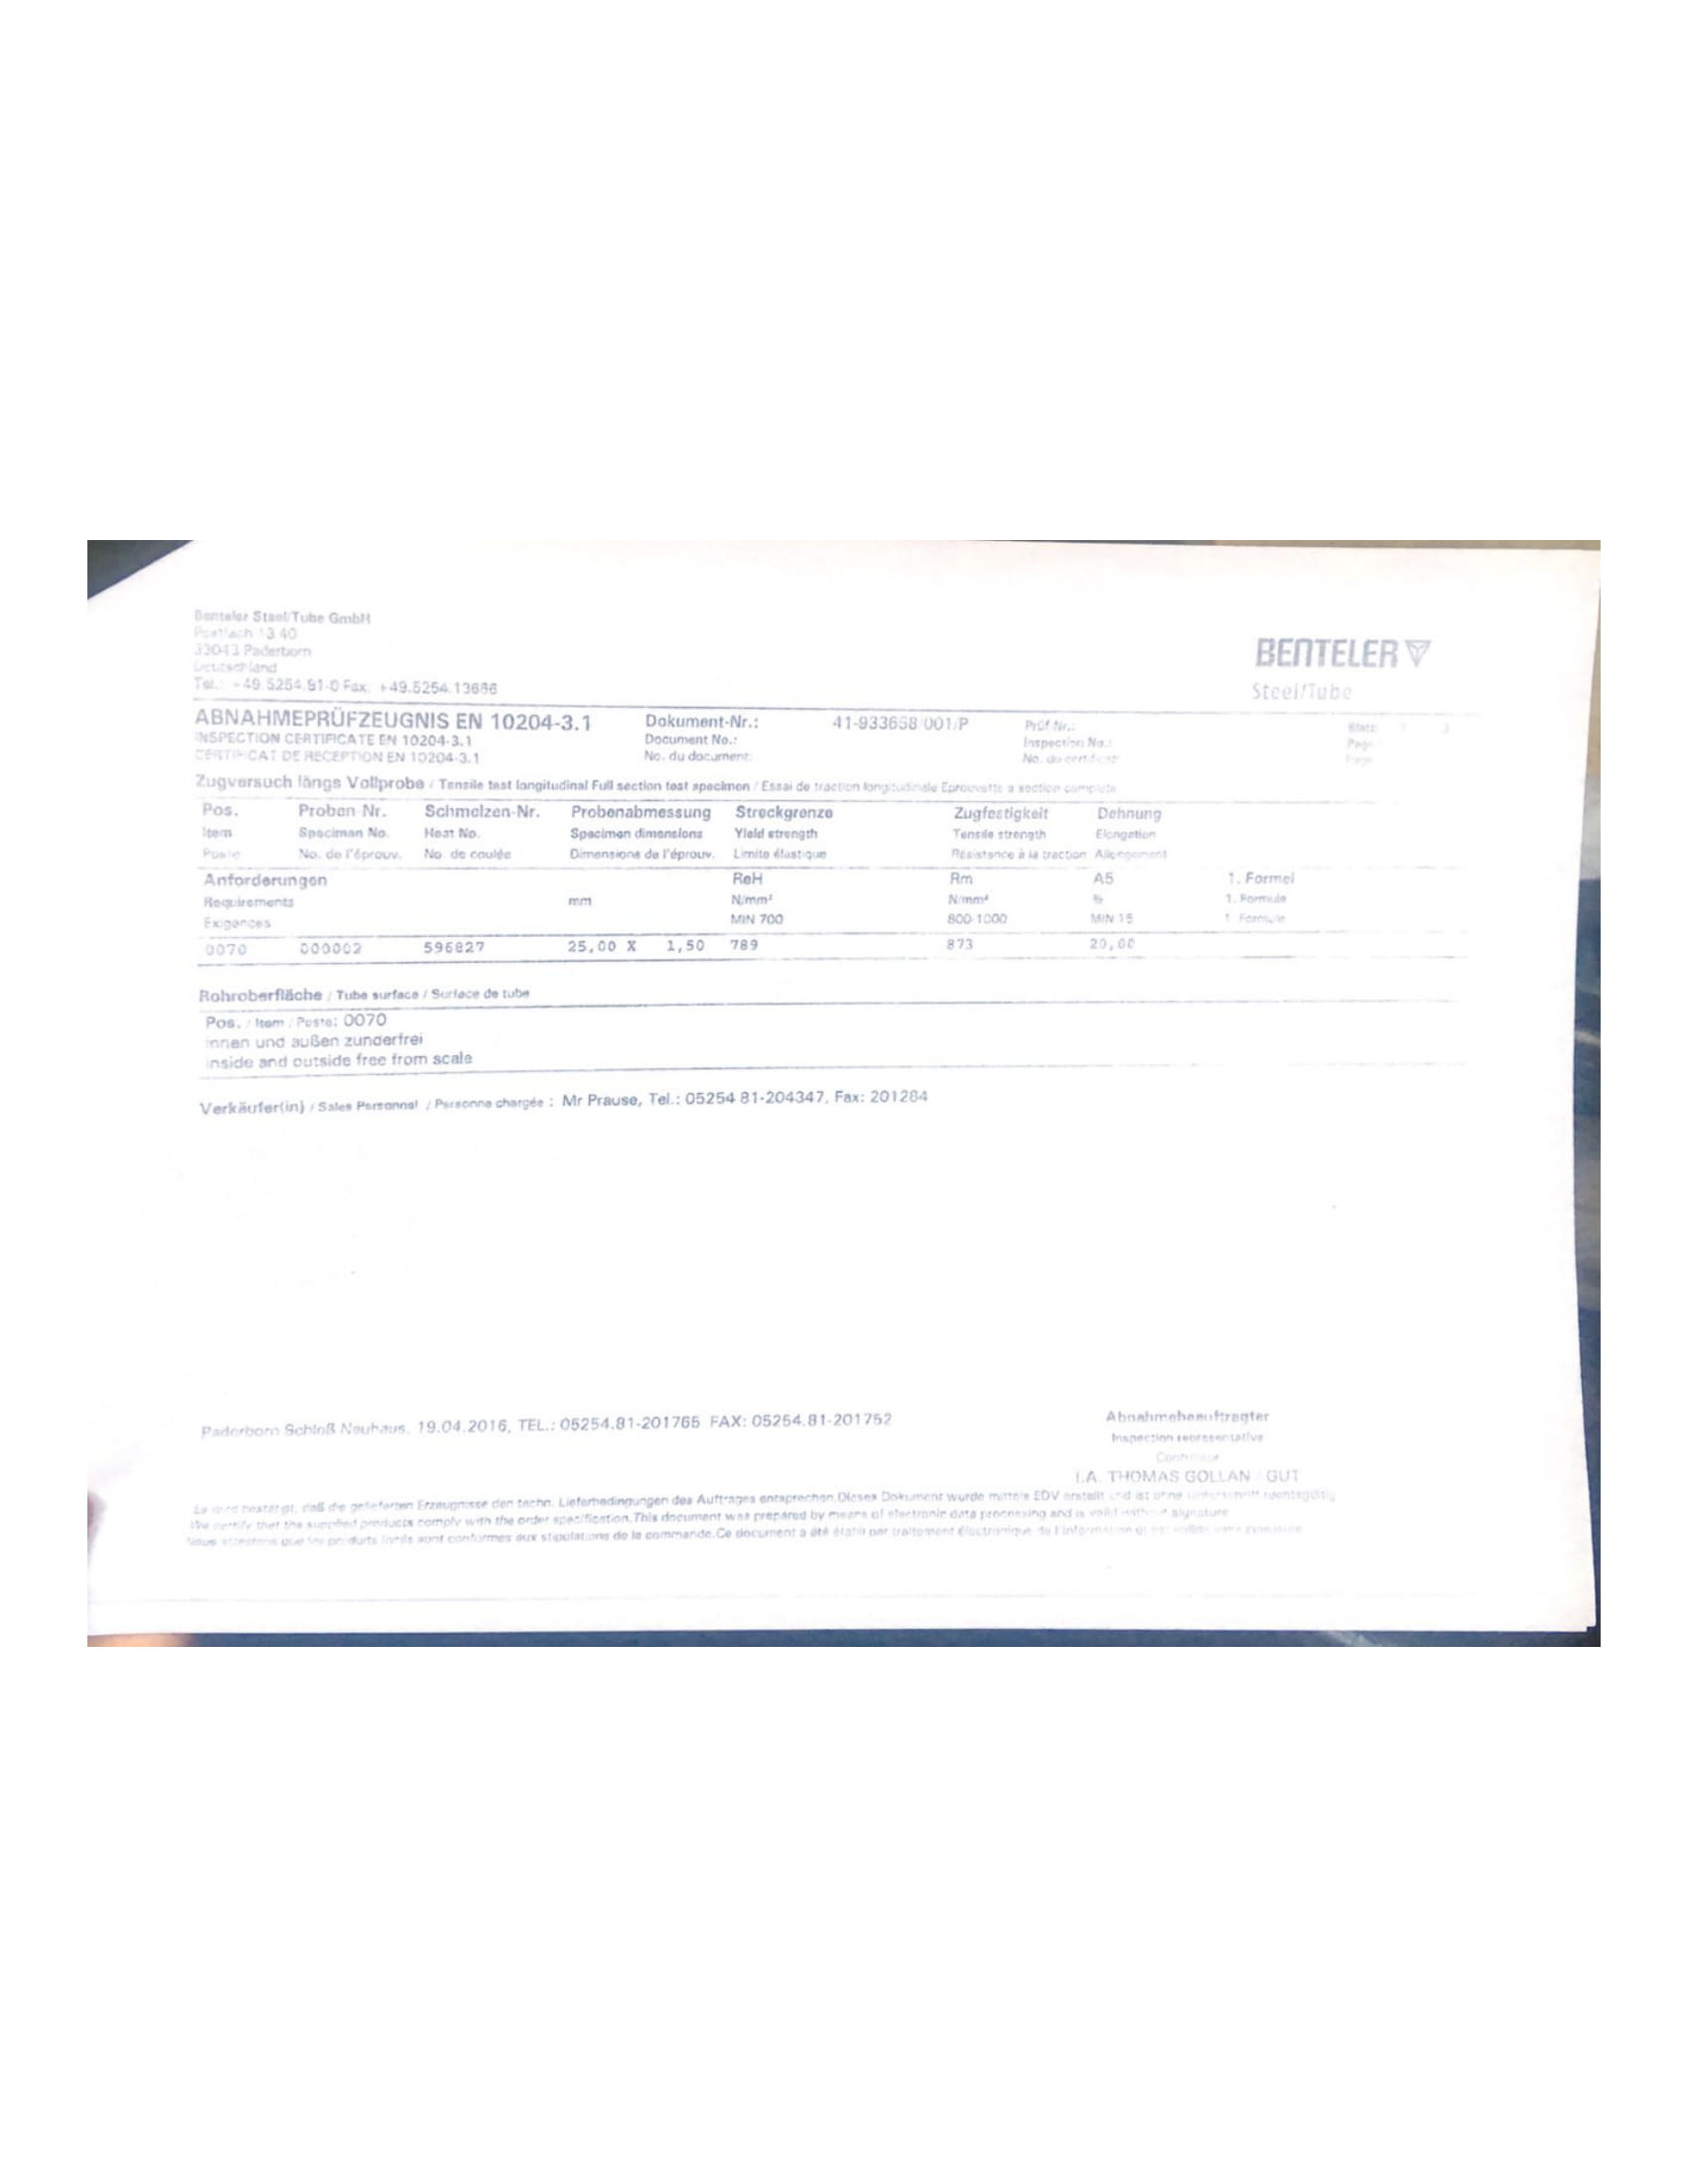 Benteler Steel/Tube GmbH
Postfach 13 40
33043 Paderborn
Deutschland
Tel.: +49.5254.81-0 Fax: +49.5254.13666
BENTELER
Steel/Tube
ABNAHMEPRÜFZEUGNIS EN 10204-3.1 Dokument-Nr.: 41-933658/001/P Prüf Nr.: Blatt
INSPECTION CERTIFICATE EN 10204-3.1 Document No.: Inspection No.: Page
CERTIFICAT DE RECEPTION EN 10204-3.1 No. du document: No. du certificat: Page
Zugversuch längs Vollprobe / Tensile test longitudinal Full section test specimen / Essai de traction longitudinale Eprouvette a section complete
Pos. Proben-Nr. Schmelzen-Nr. Probenabmessung Streckgrenze Zugfestigkeit Dehnung
Item Specimen No. Heat No. Specimen dimensions Yield strength Tensile strength Elongation
Poste No. de l'éprouv. No. de coulée Dimensions de l'éprouv. Limite élastique Résistance à la traction Allongement
Anforderungen ReH Rm A5 1. Formel
Requirements mm N/mm² N/mm² % 1. Formula
Exigences MIN 700 800-1000 MIN 15 1. Formule
0070 000002 596827 25,00 X 1,50 789 873 20,00
Rohroberfläche / Tube surface / Surface de tube
Pos. / Item / Poste: 0070
innen und außen zunderfrei
inside and outside free from scale
Verkäufer(in) / Sales Personnel / Personne chargée : Mr Prause, Tel.: 05254 81-204347, Fax: 201284
Paderborn Schloß Neuhaus, 19.04.2016, TEL.: 05254.81-201765 FAX: 05254.81-201752
Abnahmebeauftragter
Inspection representative
I.A. THOMAS GOLLAN / GUT
Es wird bestätigt, daß die gelieferten Erzeugnisse den techn. Lieferbedingungen des Auftrages entsprechen.Dieses Dokument wurde mittels EDV erstellt und ist ohne Unterschrift rechtsgültig
We certify that the supplied products comply with the order specification.This document was prepared by means of electronic data processing and is valid without signature
Nous attestons que les produits livrés sont conformes aux stipulations de la commande.Ce document a été établi par traitement électronique de l'information et est valide sans signature